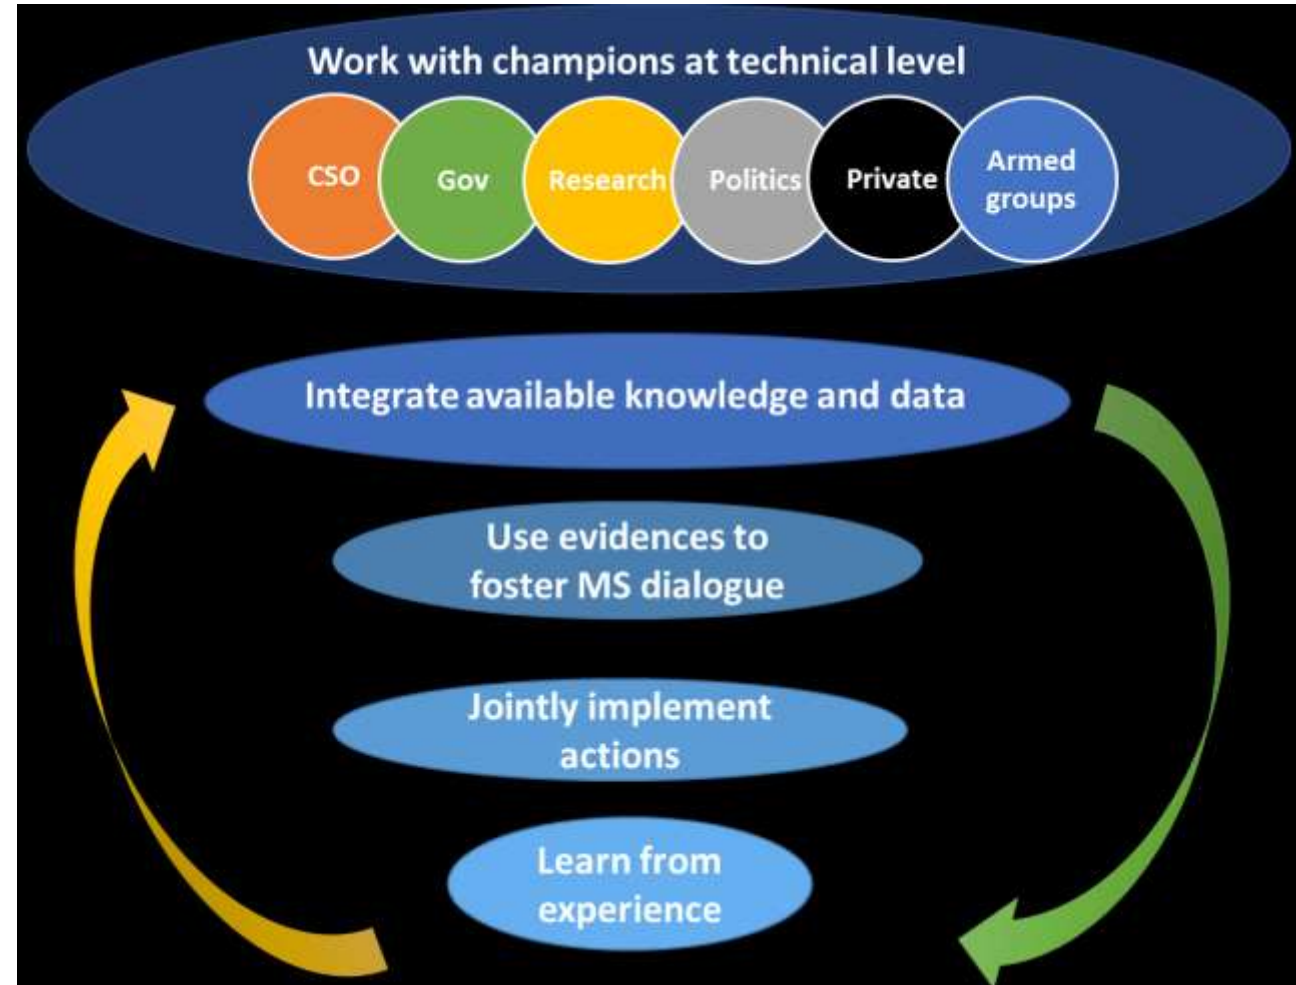 Work with champions at technical level
CSO
Gov
Research
Politics
Private
Armed
groups
Integrate available knowledge and data
Use evidences to
foster MS dialogue
Jointly implement
actions
Learn from
experience